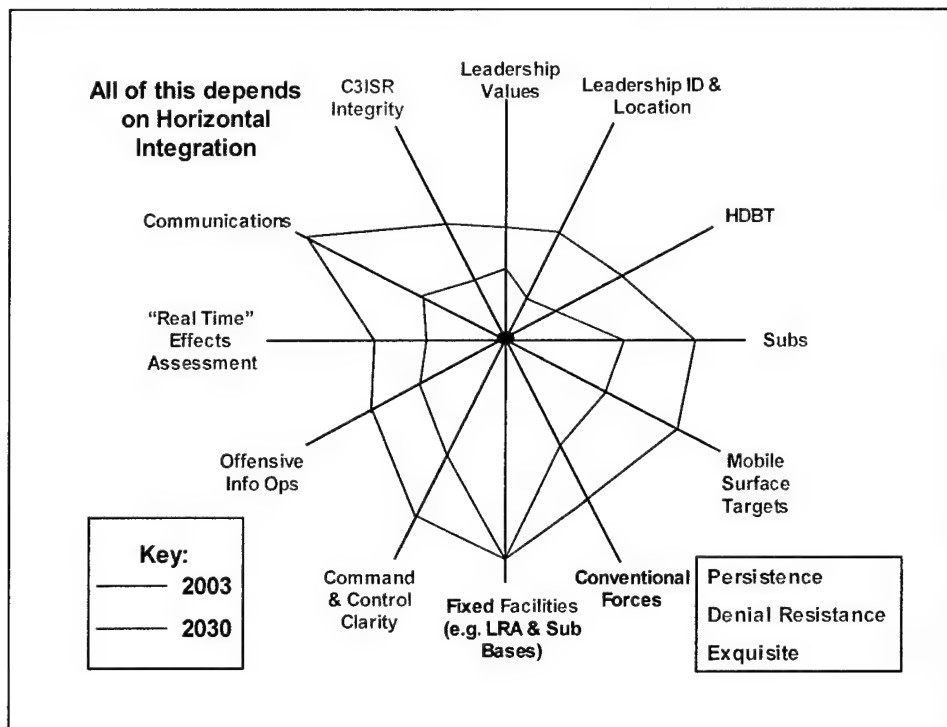 All of this depends
on Horizontal
Integration
C3ISR
Integrity
Leadership
Values
Leadership ID &
Location
Communications
HDBT
"Real Time"
Effects
Assessment
Subs
Offensive
Info Ops
Mobile
Surface
Targets
Command
& Control
Clarity
Fixed Facilities
(e.g. LRA & Sub
Bases)
Conventional
Forces
Key:
2003
2030
Persistence
Denial Resistance
Exquisite